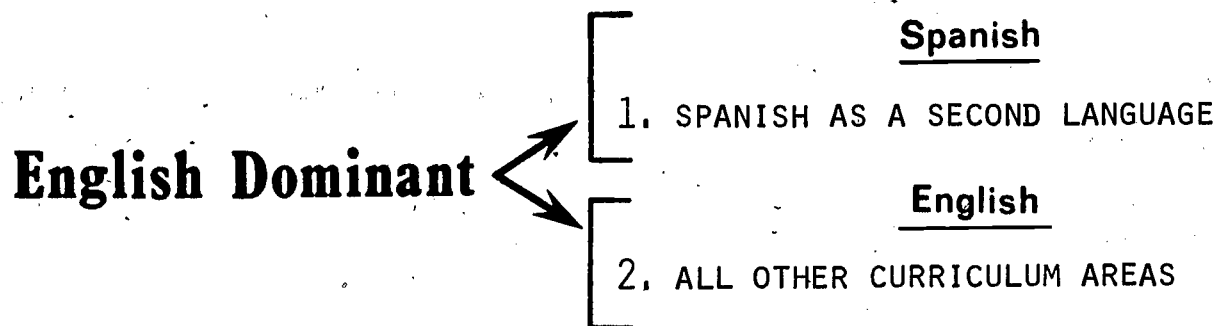 Spanish
1. SPANISH AS A SECOND LANGUAGE
English Dominant
English
2. ALL OTHER CURRICULUM AREAS